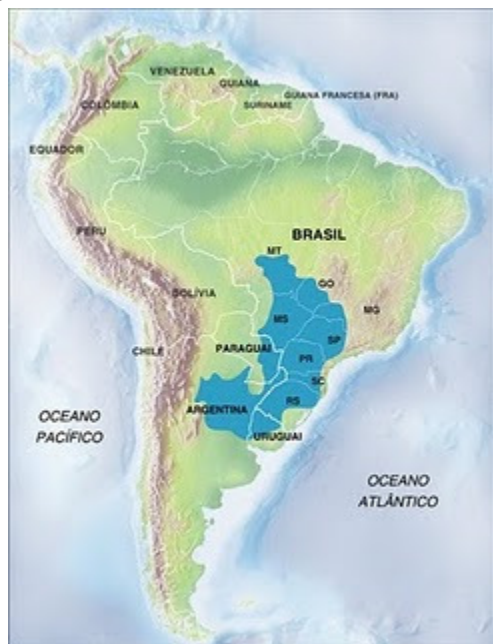 VENEZUELA
GUIANA
GUIANA FRANCESA (FRA)
SURINAME
COLÔMBIA
EQUADOR
BRASIL
PERU
MT
GO
BOLÍVIA
MG
MS
SP
PARAGUAI
CHILE
PR
SC
RS
ARGENTINA
OCEANO
PACÍFICO
URUGUAI
OCEANO
ATLÂNTICO